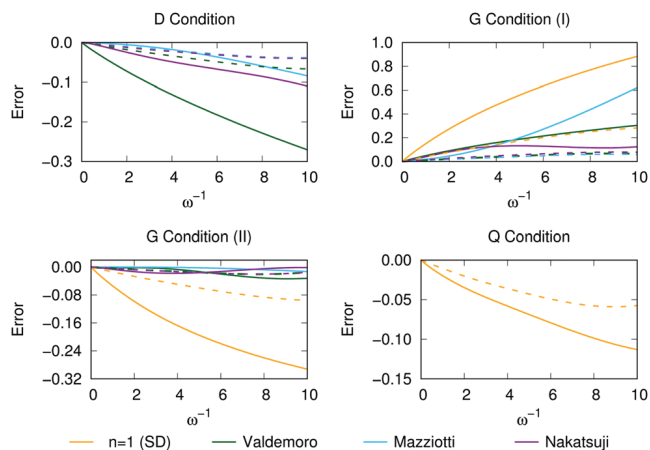 D Condition
G Condition (I)
0.0
−0.1
−0.2
−0.3
Error
0 2 4 6 8 10
ω⁻¹
1.0
0.8
0.6
0.4
0.2
0.0
Error
0 2 4 6 8 10
ω⁻¹
G Condition (II)
Q Condition
0.00
−0.08
−0.16
−0.24
−0.32
Error
0 2 4 6 8 10
ω⁻¹
0.00
−0.05
−0.10
−0.15
Error
0 2 4 6 8 10
ω⁻¹
n=1 (SD) Valdemoro Mazziotti Nakatsuji